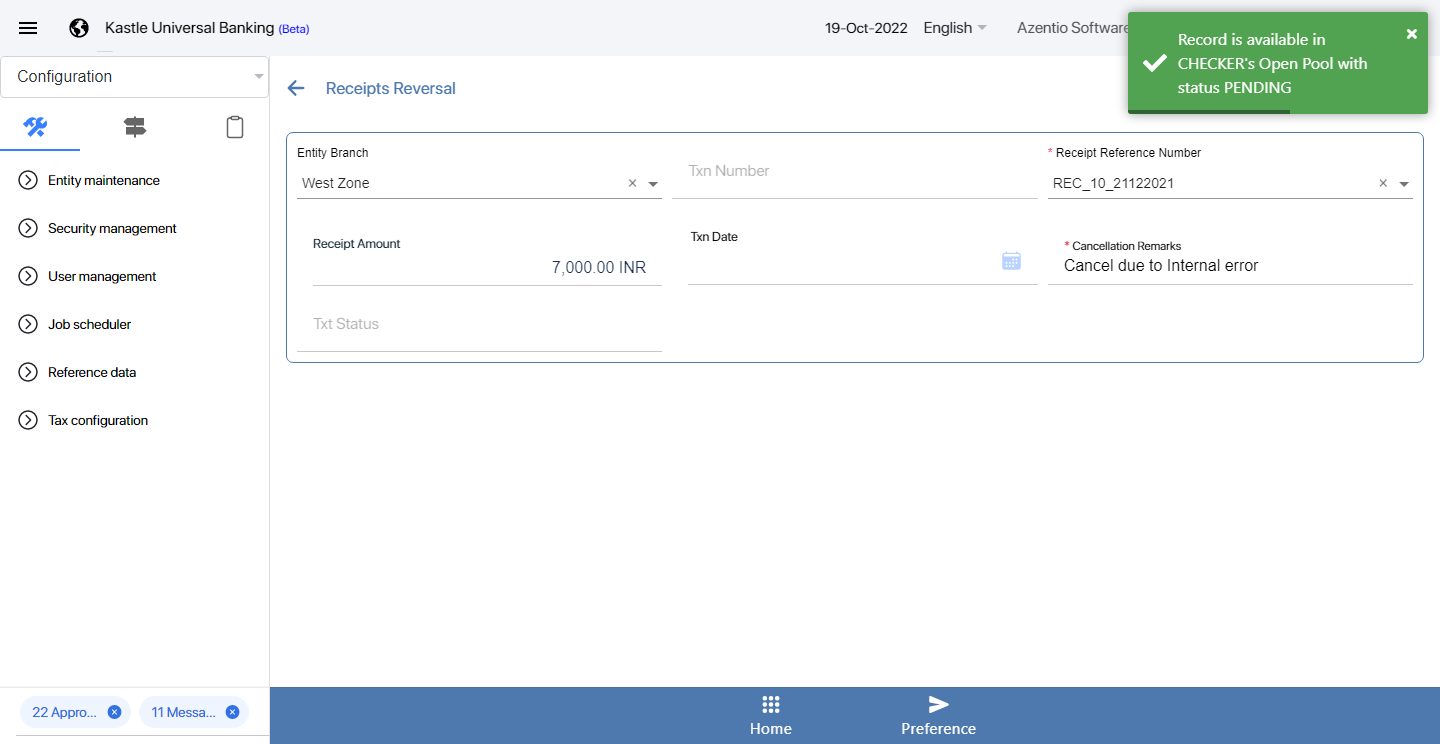 Kastle Universal Banking (Beta)
19-Oct-2022
English
Azentio Software
Record is available in
CHECKER's Open Pool with
status PENDING
Configuration
Receipts Reversal
Entity maintenance
Security management
User management
Job scheduler
Reference data
Tax configuration
Entity Branch
West Zone
Txn Number
* Receipt Reference Number
REC_10_21122021
Receipt Amount
7,000.00 INR
Txn Date
* Cancellation Remarks
Cancel due to Internal error
Txt Status
22 Appro...
11 Messa...
Home
Preference